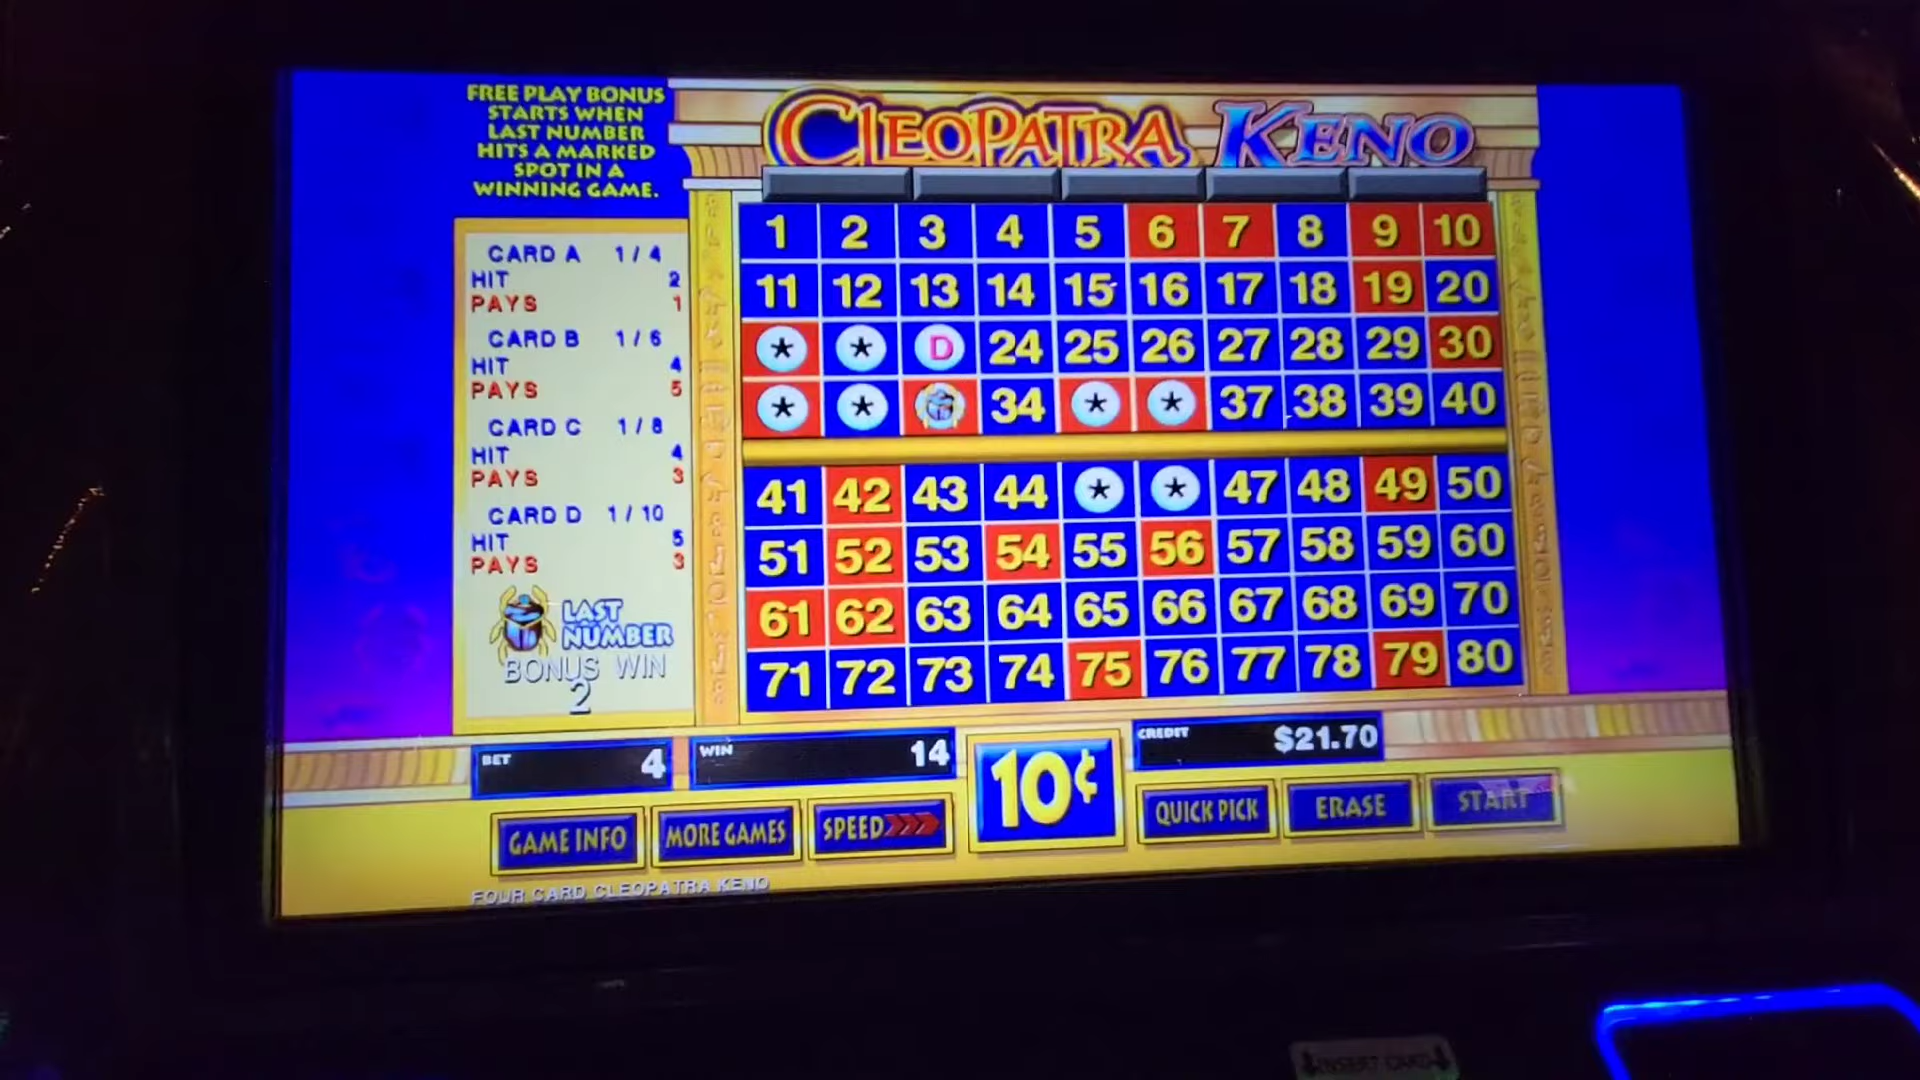 FREE PLAY BONUS
STARTS WHEN
LAST NUMBER
HITS A MARKED
SPOT IN A
WINNING GAME.
CLEOPATRA KENO
CARD A 1/4
HIT 2
PAYS 1
CARD B 1/6
HIT 4
PAYS 5
CARD C 1/8
HIT 4
PAYS 3
CARD D 1/10
HIT 5
PAYS 3
LAST
NUMBER
BONUS WIN
2
1 2 3 4 5 6 7 8 9 10
11 12 13 14 15 16 17 18 19 20
* * D 24 25 26 27 28 29 30
* * 34 * * 37 38 39 40
41 42 43 44 * * 47 48 49 50
51 52 53 54 55 56 57 58 59 60
61 62 63 64 65 66 67 68 69 70
71 72 73 74 75 76 77 78 79 80
BET 4
WIN 14
10¢
CREDIT $21.70
GAME INFO
MORE GAMES
SPEED
QUICK PICK
ERASE
START
FOUR CARD CLEOPATRA KENO
INSERT CARD